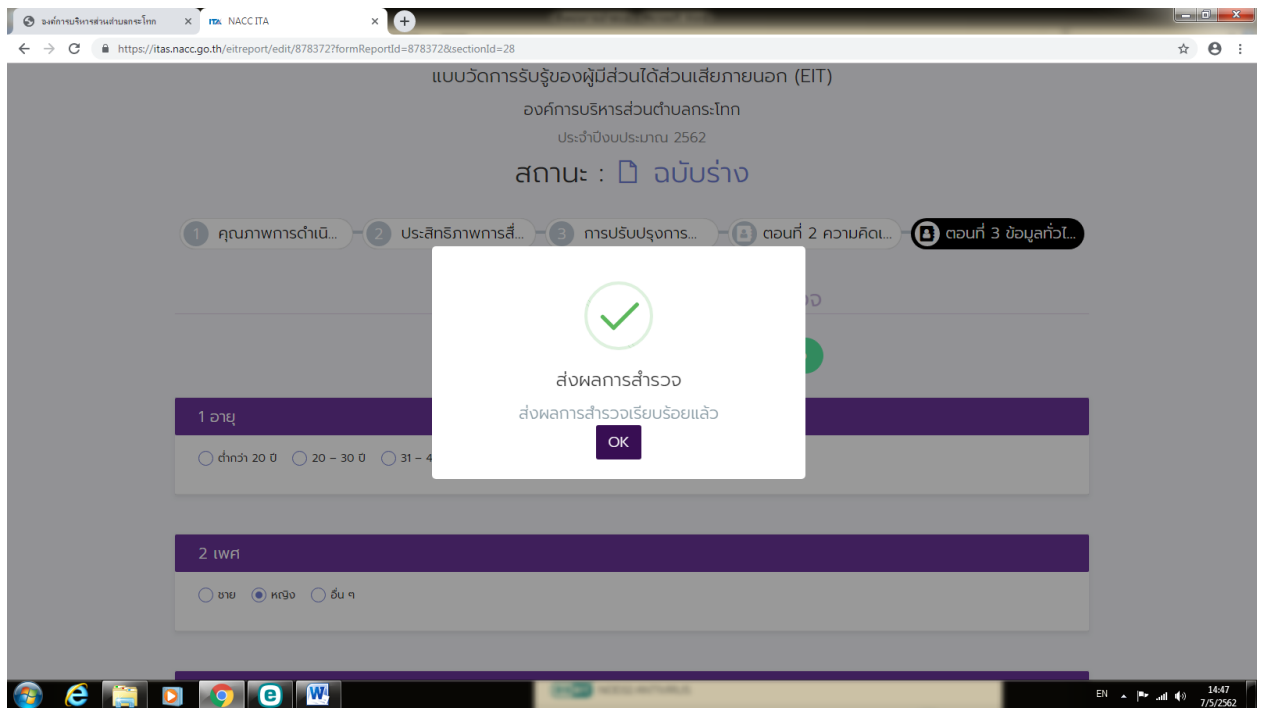 องค์การบริหารส่วนตำบลกระโทก
ITA NACC ITA
https://itas.nacc.go.th/eitreport/edit/878372?formReportId=878372&sectionId=28
แบบวัดการรับรู้ของผู้มีส่วนได้ส่วนเสียภายนอก (EIT)
องค์การบริหารส่วนตำบลกระโทก
ประจำปีงบประมาณ 2562
สถานะ : ฉบับร่าง
1 คุณภาพการดำเนิ... 2 ประสิทธิภาพการสื่... 3 การปรับปรุงการ... ตอนที่ 2 ความคิดเ... ตอนที่ 3 ข้อมูลทั่วไ...
ส่งผลการสำรวจ
ส่งผลการสำรวจเรียบร้อยแล้ว
OK
1 อายุ
ต่ำกว่า 20 ปี 20 – 30 ปี 31 – 4
2 เพศ
ชาย หญิง อื่น ๆ
EN 14:47
7/5/2562